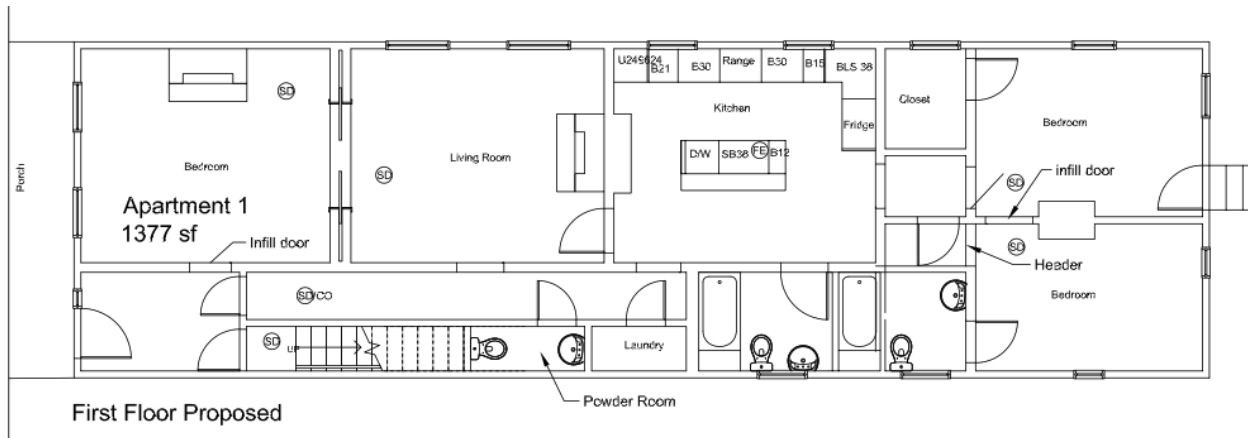 U249624
B21
B30
Range
B30
B15
BLS 38
SD
Kitchen
Closet
Fridge
Bedroom
Porch
Bedroom
Living Room
SD
D/W
SB38
FE
B12
infill door
SD
Apartment 1
1377 sf
Infill door
SD
Header
SD/CO
Bedroom
SD
UP
Laundry
Powder Room
First Floor Proposed